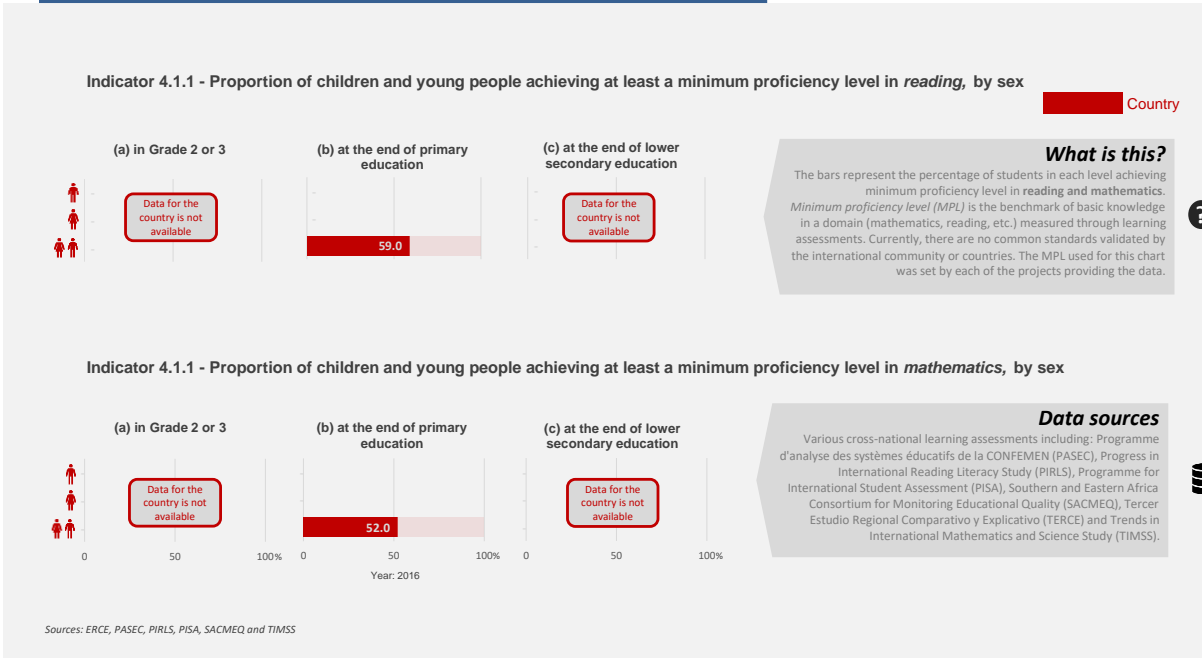 Indicator 4.1.1 - Proportion of children and young people achieving at least a minimum proficiency level in reading, by sex
Country
(a) in Grade 2 or 3
(b) at the end of primary
education
(c) at the end of lower
secondary education
Data for the
country is not
available
59.0
Data for the
country is not
available
What is this?
The bars represent the percentage of students in each level achieving
minimum proficiency level in reading and mathematics.
Minimum proficiency level (MPL) is the benchmark of basic knowledge
in a domain (mathematics, reading, etc.) measured through learning
assessments. Currently, there are no common standards validated by
the international community or countries. The MPL used for this chart
was set by each of the projects providing the data.
?
Indicator 4.1.1 - Proportion of children and young people achieving at least a minimum proficiency level in mathematics, by sex
(a) in Grade 2 or 3
(b) at the end of primary
education
(c) at the end of lower
secondary education
Data for the
country is not
available
52.0
Data for the
country is not
available
0 50 100%
0 50 100%
0 50 100%
Year: 2016
Data sources
Various cross-national learning assessments including: Programme
d'analyse des systèmes éducatifs de la CONFEMEN (PASEC), Progress in
International Reading Literacy Study (PIRLS), Programme for
International Student Assessment (PISA), Southern and Eastern Africa
Consortium for Monitoring Educational Quality (SACMEQ), Tercer
Estudio Regional Comparativo y Explicativo (TERCE) and Trends in
International Mathematics and Science Study (TIMSS).
Sources: ERCE, PASEC, PIRLS, PISA, SACMEQ and TIMSS